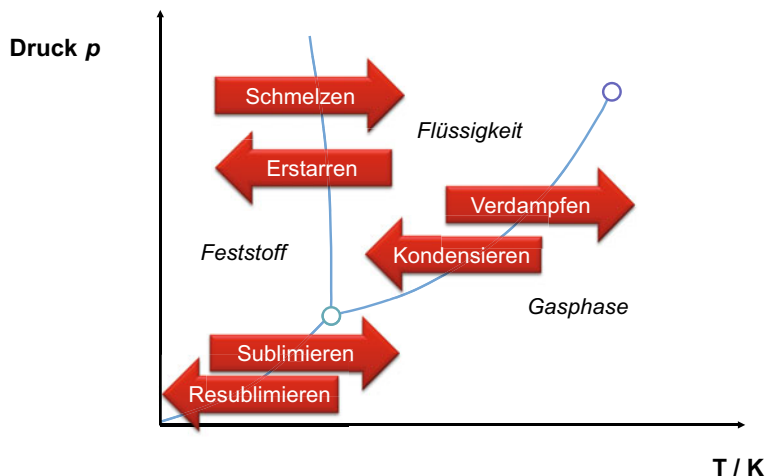 Druck p
Schmelzen
Flüssigkeit
Erstarren
Verdampfen
Feststoff
Kondensieren
Gasphase
Sublimieren
Resublimieren
T / K